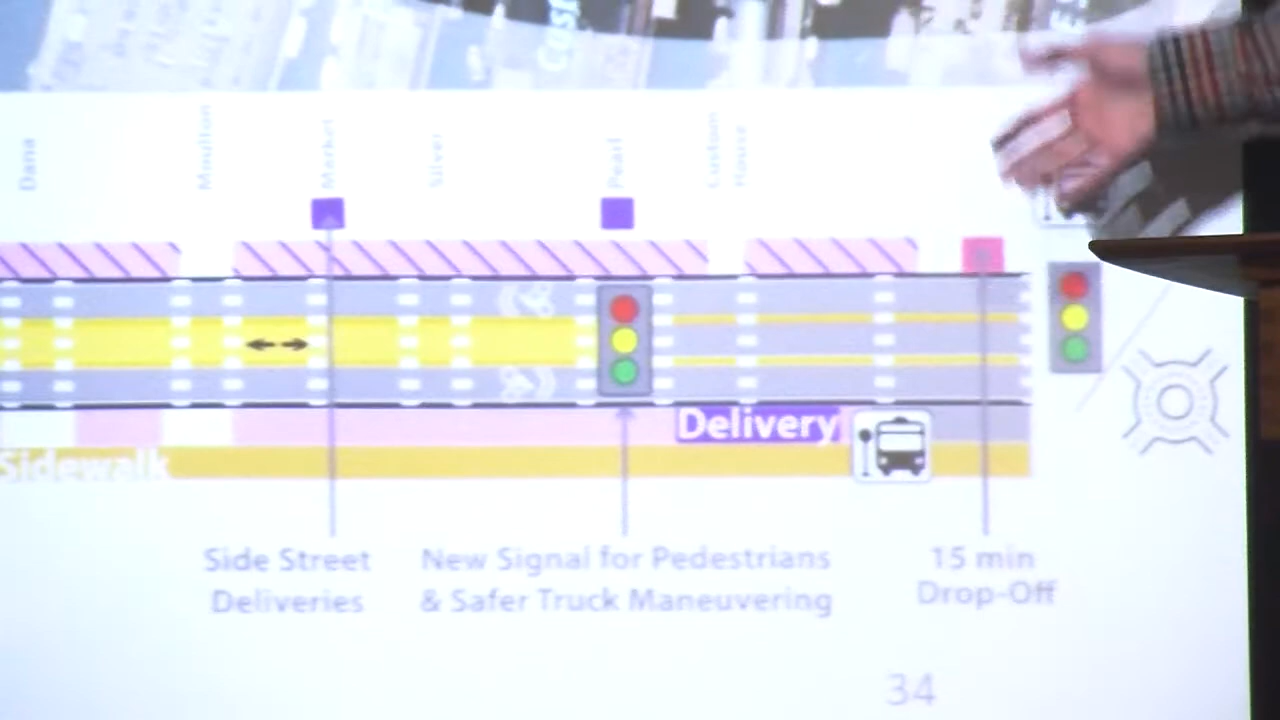 Dana
Moulton
Market
Silver
Pearl
Custom
House
Delivery
Sidewalk
Side Street
Deliveries
New Signal for Pedestrians
& Safer Truck Maneuvering
15 min
Drop-Off
34